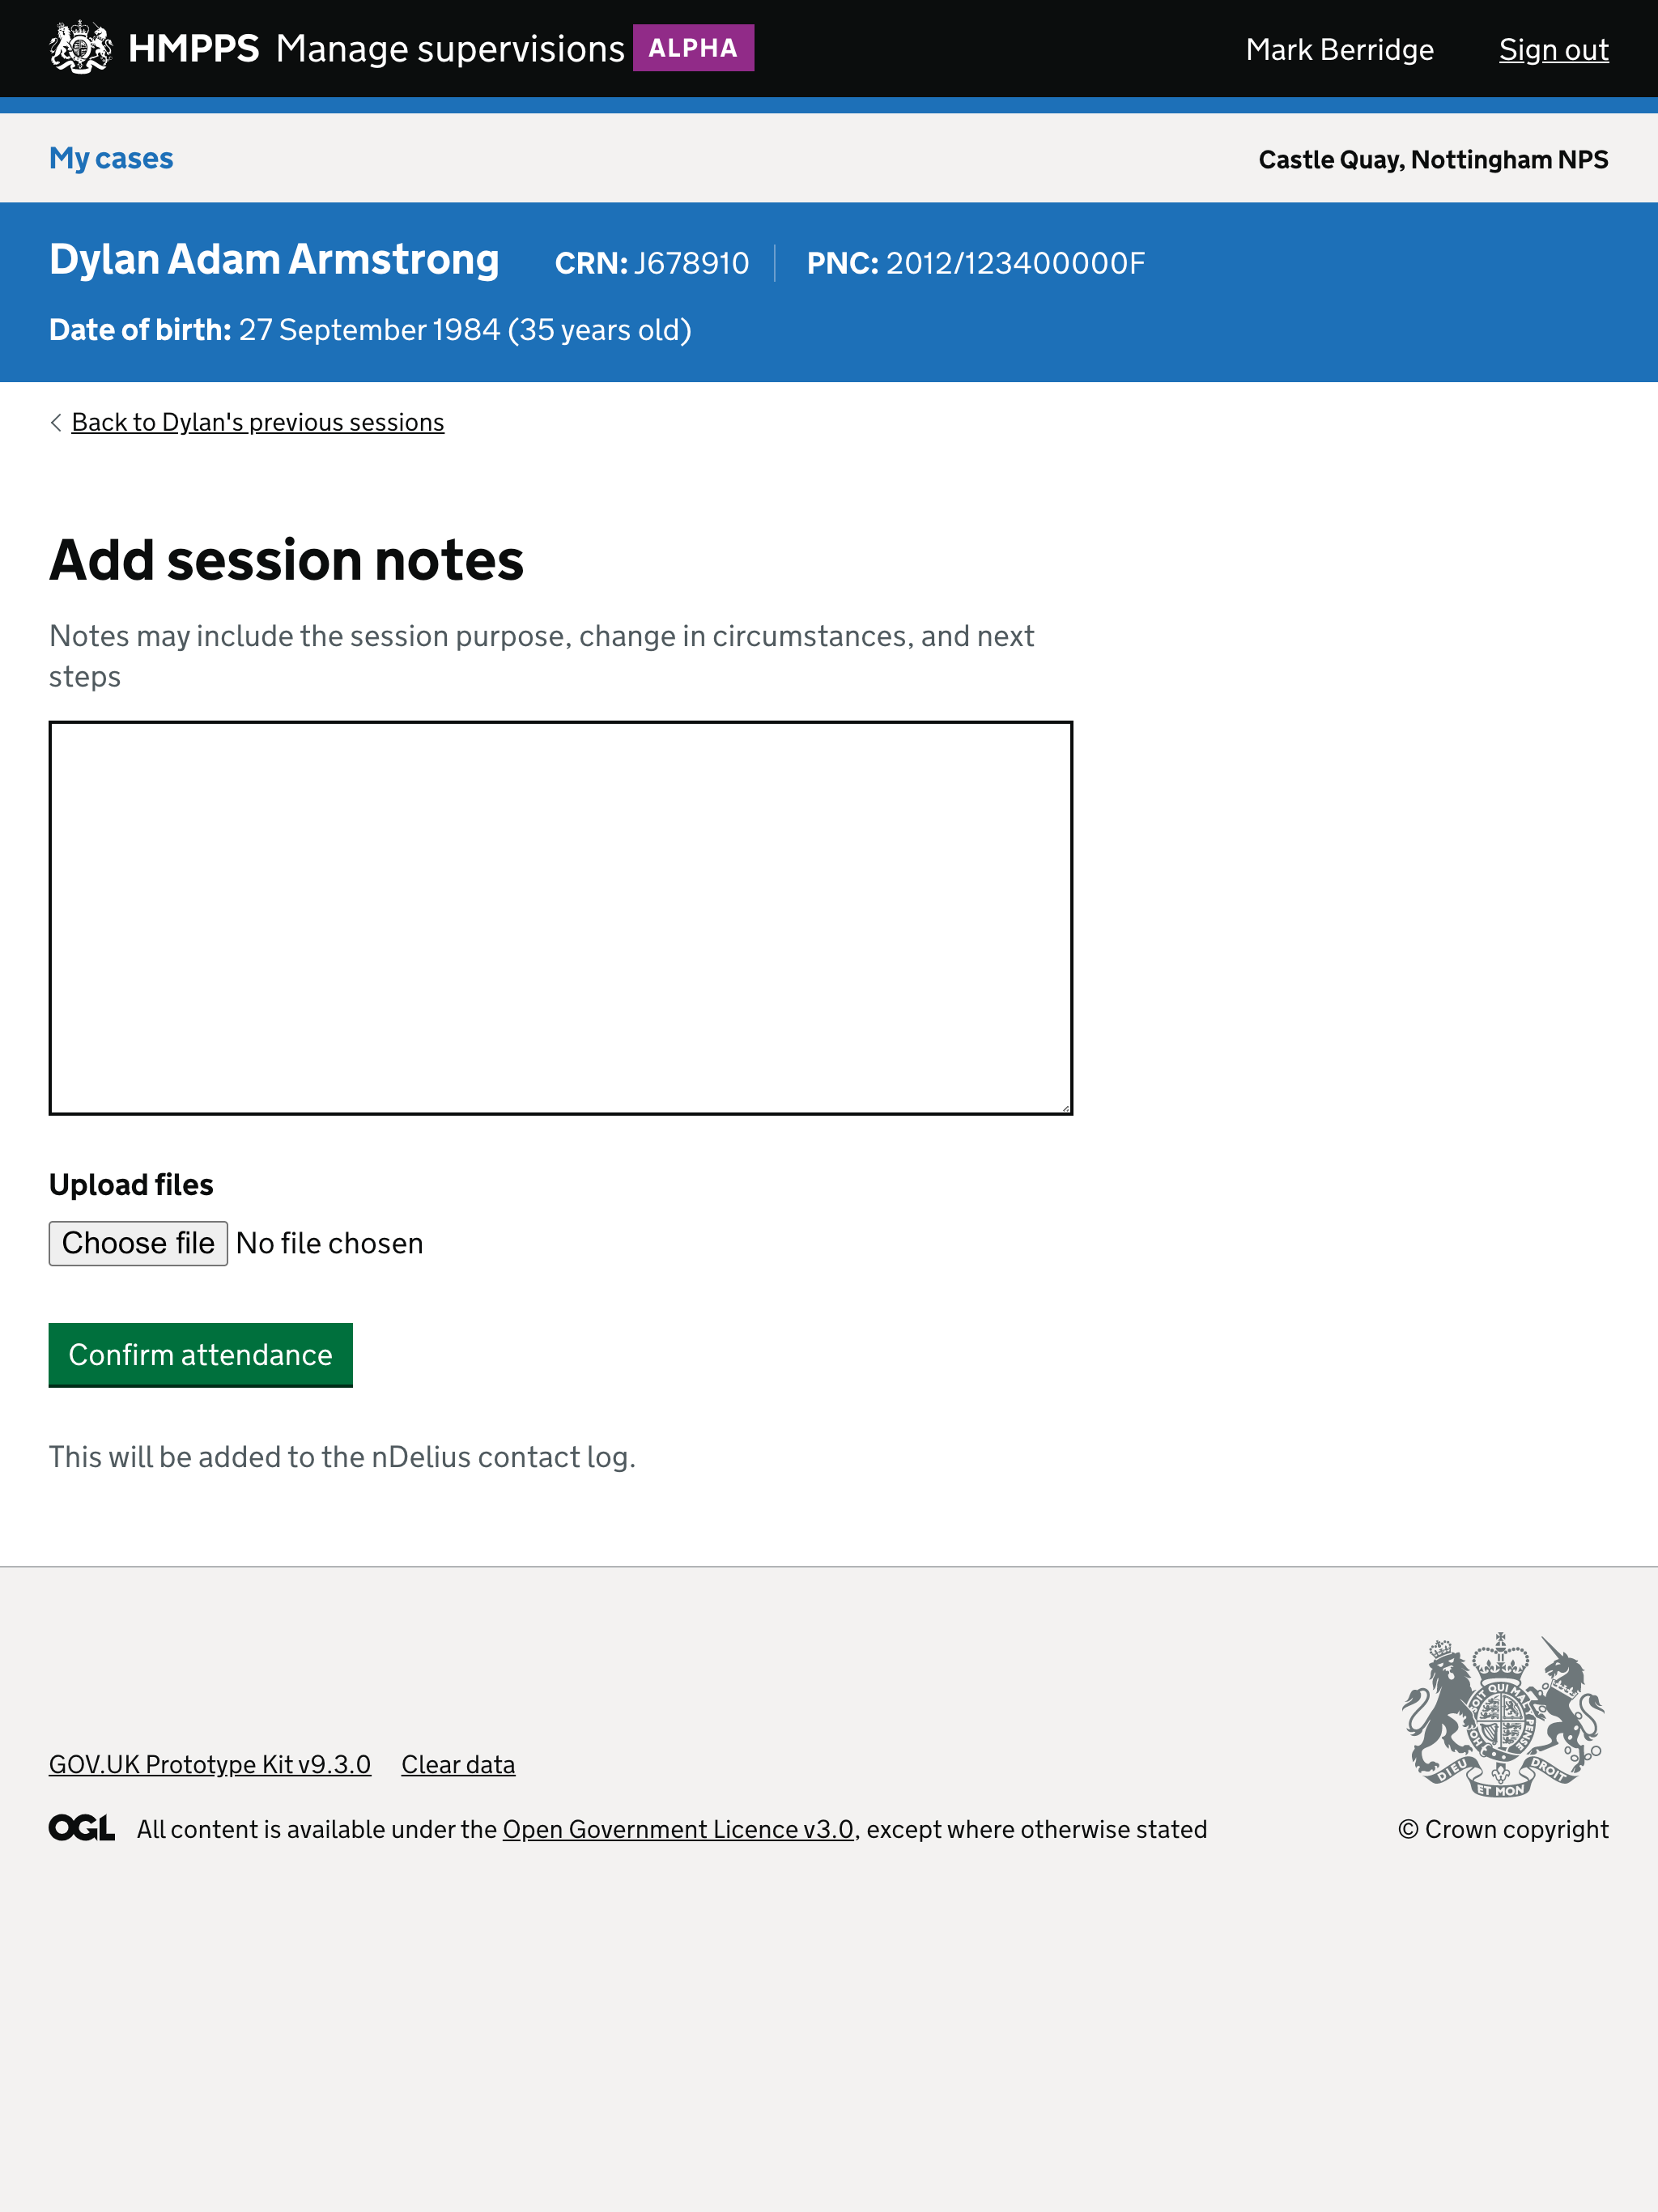 HMPPS Manage supervisions ALPHA Mark Berridge Sign out
My cases Castle Quay, Nottingham NPS
Dylan Adam Armstrong CRN: J678910 PNC: 2012/123400000F
Date of birth: 27 September 1984 (35 years old)
Back to Dylan's previous sessions
Add session notes
Notes may include the session purpose, change in circumstances, and next
steps
Upload files
Choose file No file chosen
Confirm attendance
This will be added to the nDelius contact log.
DIEU ET MON DROIT
GOV.UK Prototype Kit v9.3.0 Clear data
OGL All content is available under the Open Government Licence v3.0, except where otherwise stated © Crown copyright